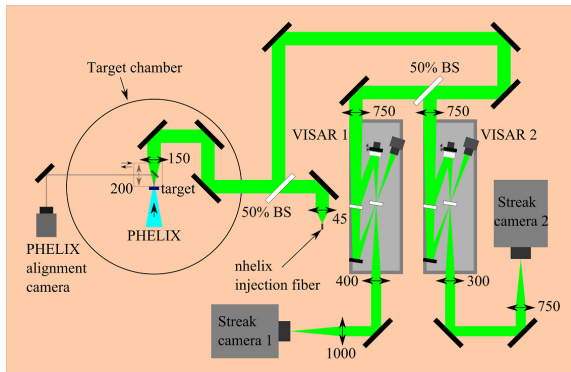 Target chamber
50% BS
750
750
VISAR 1
VISAR 2
150
200
target
50% BS
45
PHELIX
PHELIX
alignment
camera
nhelix
injection fiber
Streak
camera 2
400
300
750
Streak
camera 1
1000